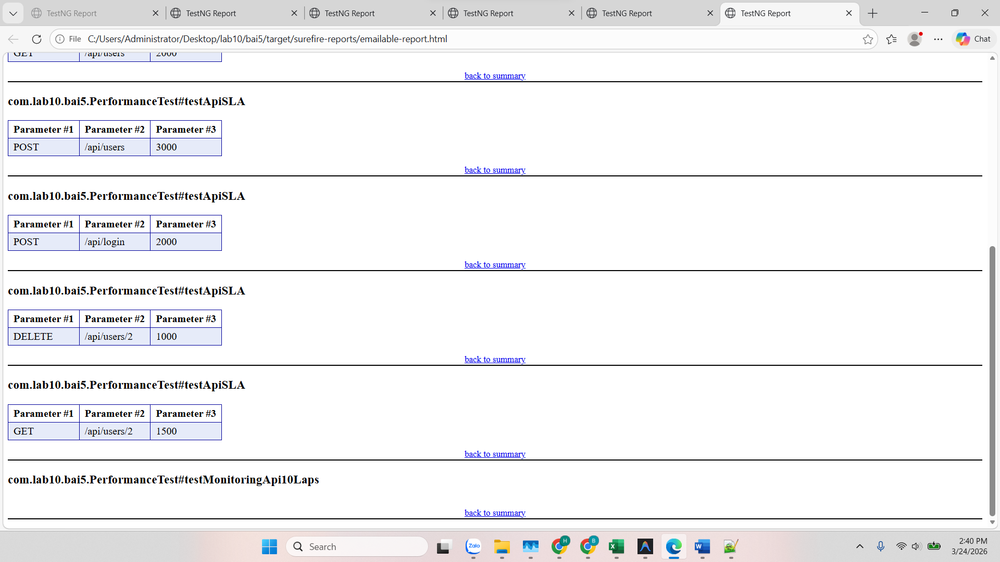 TestNG Report
TestNG Report
TestNG Report
TestNG Report
TestNG Report
TestNG Report
File C:/Users/Administrator/Desktop/lab10/bai5/target/surefire-reports/emailable-report.html
Chat
GET /api/users 2000
back to summary
com.lab10.bai5.PerformanceTest#testApiSLA
Parameter #1 Parameter #2 Parameter #3
POST /api/users 3000
back to summary
com.lab10.bai5.PerformanceTest#testApiSLA
Parameter #1 Parameter #2 Parameter #3
POST /api/login 2000
back to summary
com.lab10.bai5.PerformanceTest#testApiSLA
Parameter #1 Parameter #2 Parameter #3
DELETE /api/users/2 1000
back to summary
com.lab10.bai5.PerformanceTest#testApiSLA
Parameter #1 Parameter #2 Parameter #3
GET /api/users/2 1500
back to summary
com.lab10.bai5.PerformanceTest#testMonitoringApi10Laps
back to summary
Search
Zalo
H
B
X
W
2:40 PM
3/24/2026